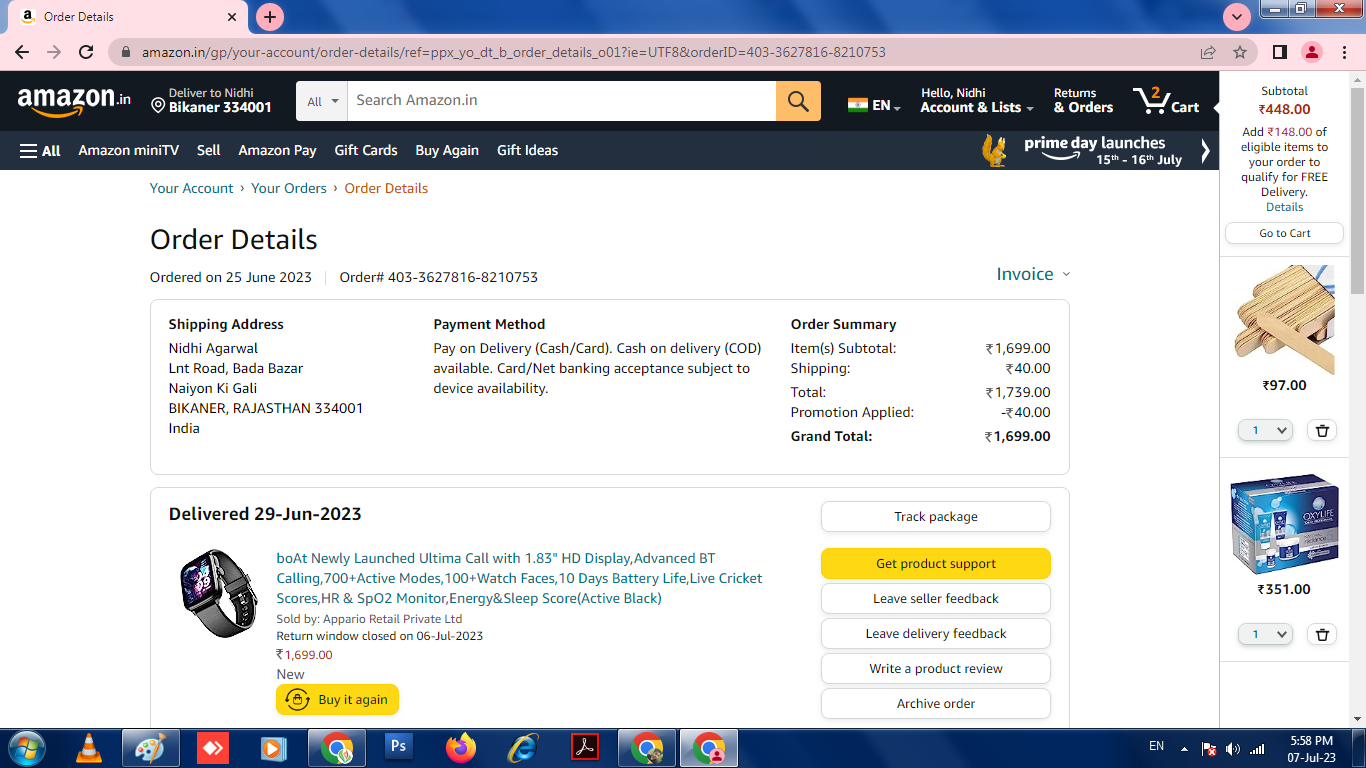 Order Details
amazon.in/gp/your-account/order-details/ref=ppx_yo_dt_b_order_details_o01?ie=UTF8&orderID=403-3627816-8210753
amazon.in
Deliver to Nidhi
Bikaner 334001
All
Search Amazon.in
EN
Hello, Nidhi
Account & Lists
Returns
& Orders
2
Cart
All
Amazon miniTV
Sell
Amazon Pay
Gift Cards
Buy Again
Gift Ideas
prime day launches
15th - 16th July
Your Account › Your Orders › Order Details
Order Details
Ordered on 25 June 2023
Order# 403-3627816-8210753
Invoice
Shipping Address
Nidhi Agarwal
Lnt Road, Bada Bazar
Naiyon Ki Gali
BIKANER, RAJASTHAN 334001
India
Payment Method
Pay on Delivery (Cash/Card). Cash on delivery (COD)
available. Card/Net banking acceptance subject to
device availability.
Order Summary
Item(s) Subtotal: ₹1,699.00
Shipping: ₹40.00
Total: ₹1,739.00
Promotion Applied: -₹40.00
Grand Total: ₹1,699.00
Delivered 29-Jun-2023
boAt Newly Launched Ultima Call with 1.83" HD Display,Advanced BT
Calling,700+Active Modes,100+Watch Faces,10 Days Battery Life,Live Cricket
Scores,HR & SpO2 Monitor,Energy&Sleep Score(Active Black)
Sold by: Appario Retail Private Ltd
Return window closed on 06-Jul-2023
₹1,699.00
New
Buy it again
Track package
Get product support
Leave seller feedback
Leave delivery feedback
Write a product review
Archive order
Subtotal
₹448.00
Add ₹148.00 of
eligible items to
your order to
qualify for FREE
Delivery.
Details
Go to Cart
₹97.00
1
OXYLIFE
₹351.00
1
Ps
EN
5:58 PM
07-Jul-23